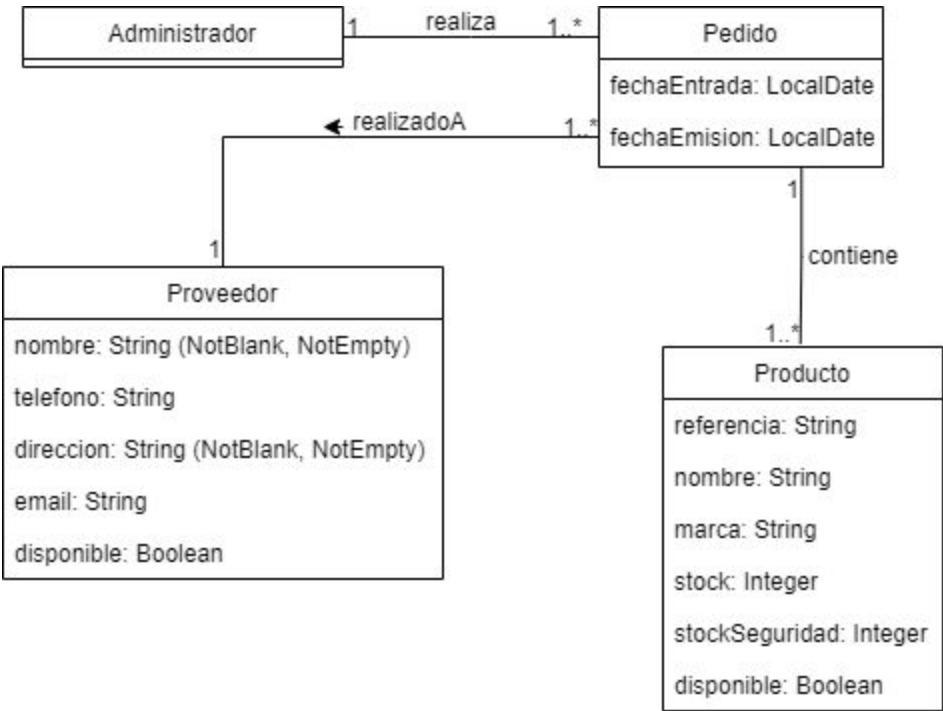 Administrador
1
realiza
1..*
Pedido
fechaEntrada: LocalDate
fechaEmision: LocalDate
realizadoA
1..*
1
1
contiene
1..*
Proveedor
nombre: String (NotBlank, NotEmpty)
telefono: String
direccion: String (NotBlank, NotEmpty)
email: String
disponible: Boolean
Producto
referencia: String
nombre: String
marca: String
stock: Integer
stockSeguridad: Integer
disponible: Boolean